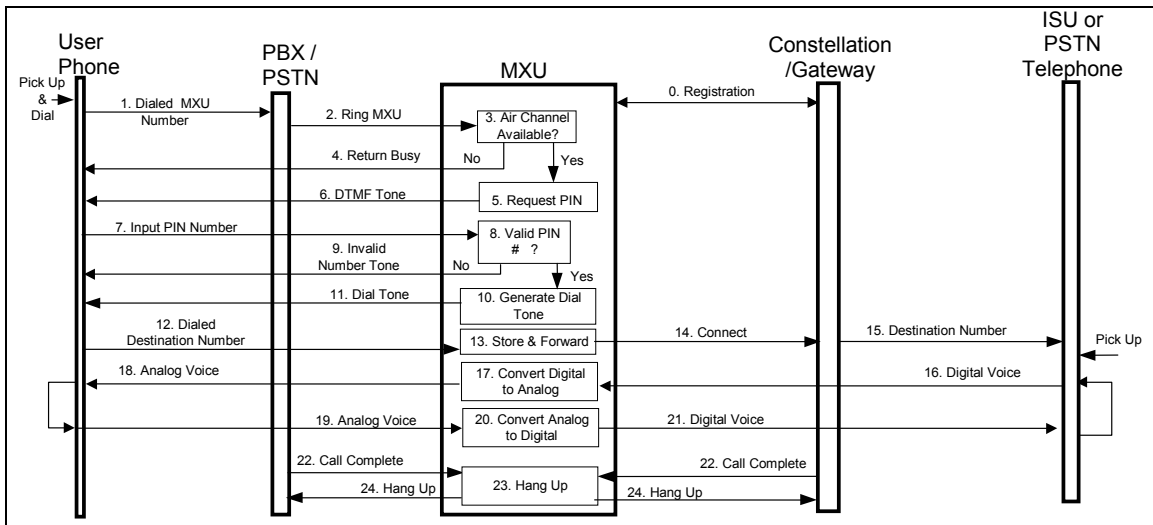 User
Phone
PBX /
PSTN
MXU
Constellation
/Gateway
ISU or
PSTN
Telephone
Pick Up
&
Dial
1. Dialed MXU
Number
0. Registration
2. Ring MXU
3. Air Channel
Available?
4. Return Busy
No
Yes
6. DTMF Tone
5. Request PIN
7. Input PIN Number
8. Valid PIN
# ?
9. Invalid
Number Tone
No
Yes
11. Dial Tone
10. Generate Dial
Tone
12. Dialed
Destination Number
13. Store & Forward
14. Connect
15. Destination Number
Pick Up
18. Analog Voice
17. Convert Digital
to Analog
16. Digital Voice
19. Analog Voice
20. Convert Analog
to Digital
21. Digital Voice
22. Call Complete
22. Call Complete
23. Hang Up
24. Hang Up
24. Hang Up